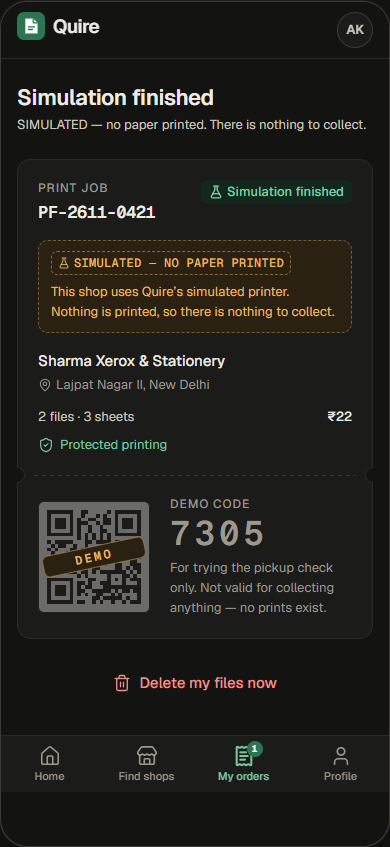 Quire
AK
Simulation finished
SIMULATED — no paper printed. There is nothing to collect.
PRINT JOB
Simulation finished
PF-2611-0421
SIMULATED — NO PAPER PRINTED
This shop uses Quire's simulated printer.
Nothing is printed, so there is nothing to collect.
Sharma Xerox & Stationery
Lajpat Nagar II, New Delhi
2 files · 3 sheets
₹22
Protected printing
DEMO
DEMO CODE
7305
For trying the pickup check
only. Not valid for collecting
anything — no prints exist.
Delete my files now
1
Home
Find shops
My orders
Profile